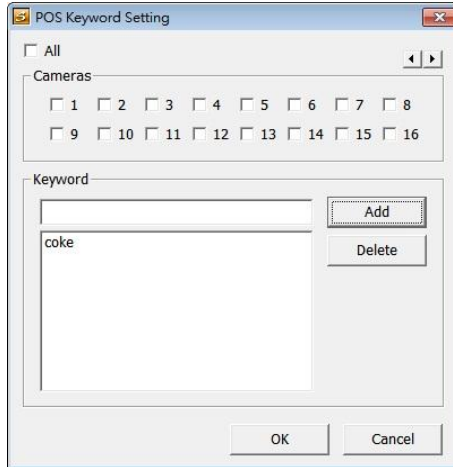 POS Keyword Setting
All
Cameras
1 2 3 4 5 6 7 8
9 10 11 12 13 14 15 16
Keyword
Add
coke
Delete
OK Cancel